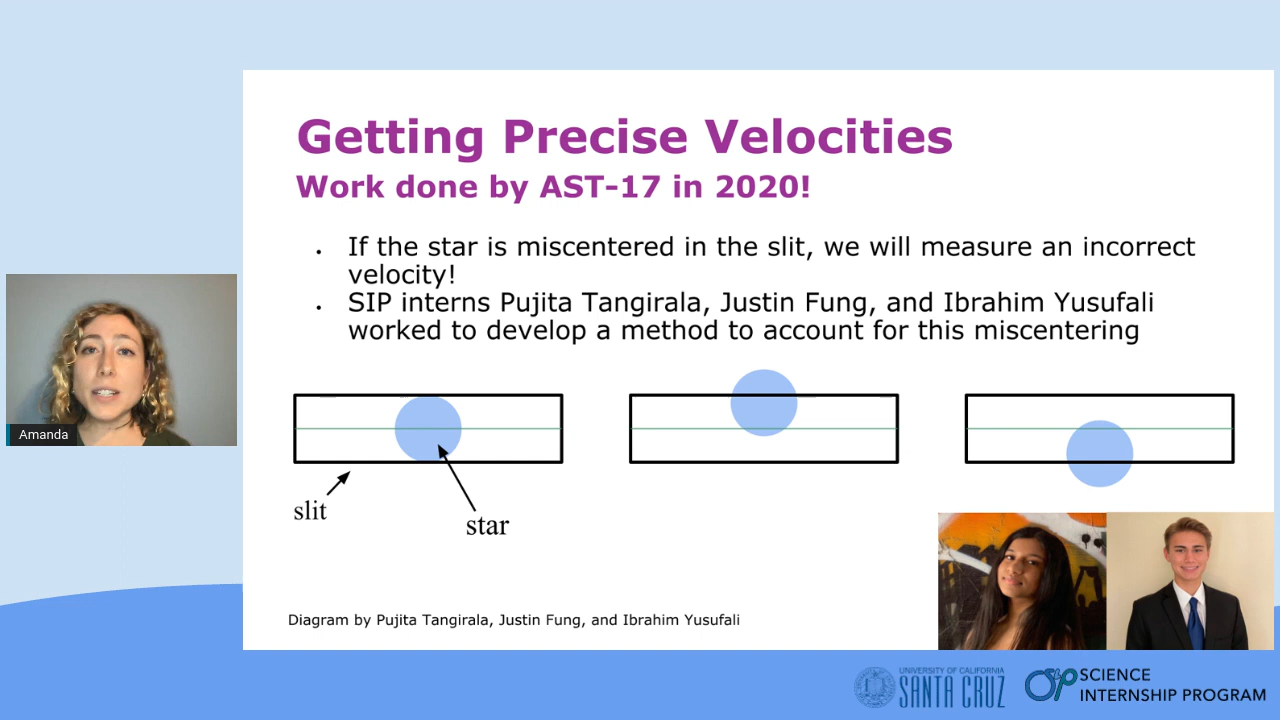 Getting Precise Velocities
Work done by AST-17 in 2020!
• If the star is miscentered in the slit, we will measure an incorrect
velocity!
• SIP interns Pujita Tangirala, Justin Fung, and Ibrahim Yusufali
worked to develop a method to account for this miscentering
Amanda
slit
star
Diagram by Pujita Tangirala, Justin Fung, and Ibrahim Yusufali
UNIVERSITY OF CALIFORNIA
SANTA CRUZ
SIP
SCIENCE
INTERNSHIP PROGRAM